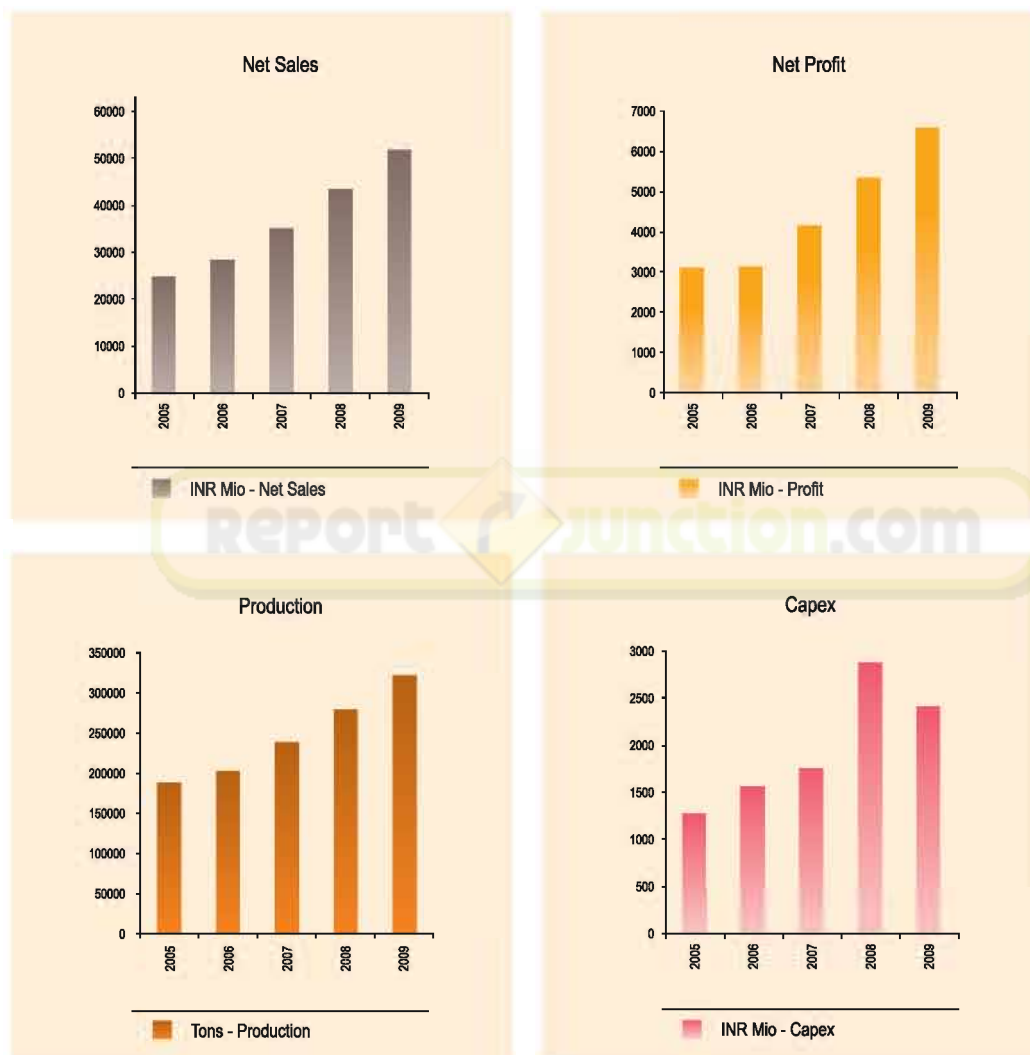 Net Sales
60000
50000
40000
30000
20000
10000
0
2005 2006 2007 2008 2009
INR Mio - Net Sales
Net Profit
7000
6000
5000
4000
3000
2000
1000
0
2005 2006 2007 2008 2009
INR Mio - Profit
Report junction.com
Production
350000
300000
250000
200000
150000
100000
50000
0
2005 2006 2007 2008 2009
Tons - Production
Capex
3000
2500
2000
1500
1000
500
0
2005 2006 2007 2008 2009
INR Mio - Capex